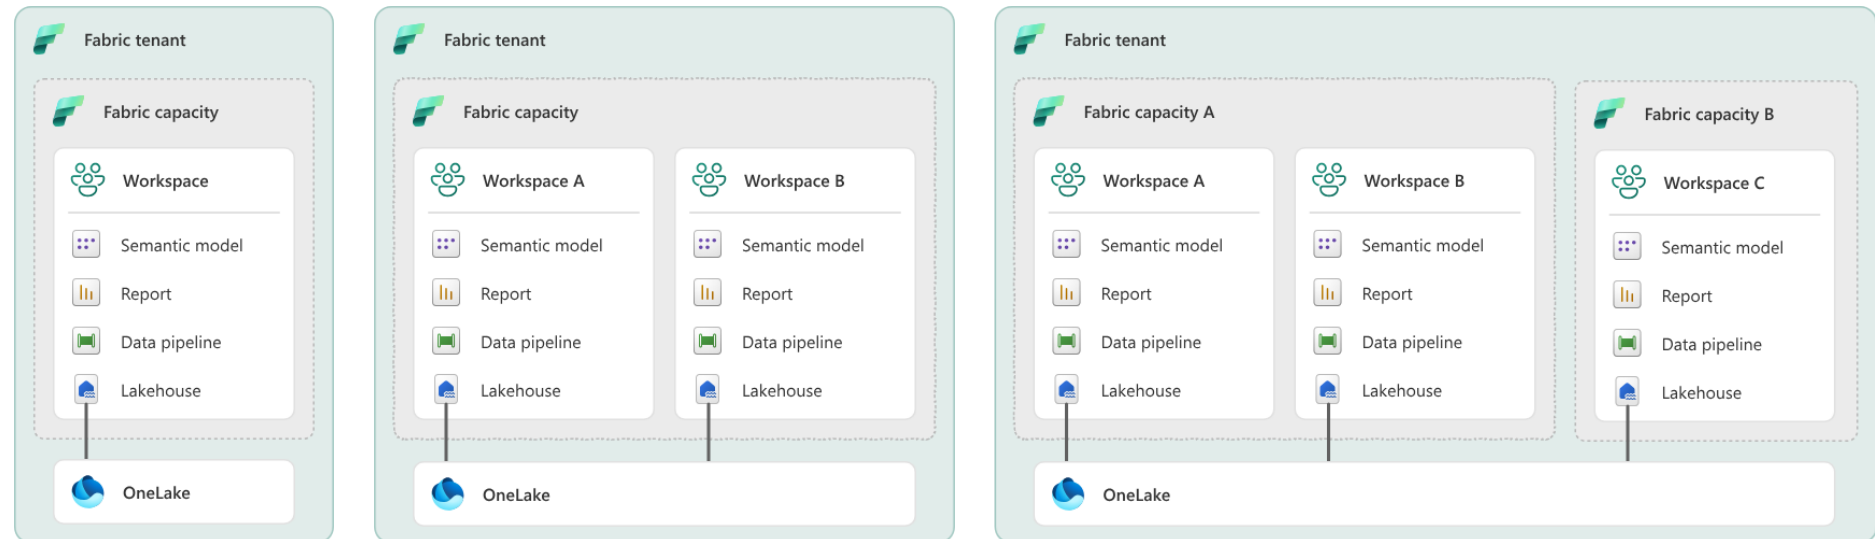 Fabric tenant
Fabric capacity
Workspace
Semantic model
Report
Data pipeline
Lakehouse
OneLake
Fabric tenant
Fabric capacity
Workspace A
Semantic model
Report
Data pipeline
Lakehouse
Workspace B
Semantic model
Report
Data pipeline
Lakehouse
OneLake
Fabric tenant
Fabric capacity A
Workspace A
Semantic model
Report
Data pipeline
Lakehouse
Workspace B
Semantic model
Report
Data pipeline
Lakehouse
Fabric capacity B
Workspace C
Semantic model
Report
Data pipeline
Lakehouse
OneLake